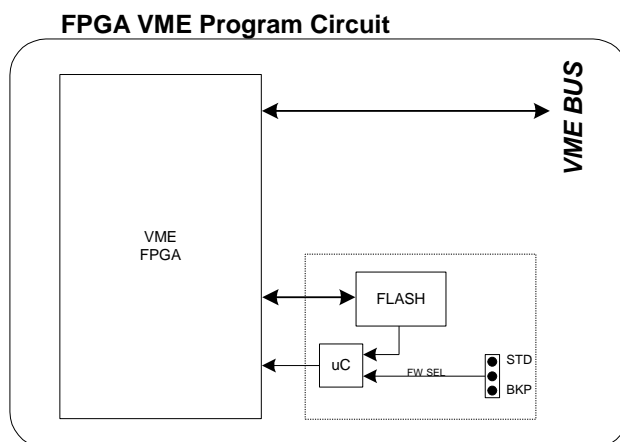 FPGA VME Program Circuit
VME BUS
VME
FPGA
FLASH
uC
FW SEL
STD
BKP